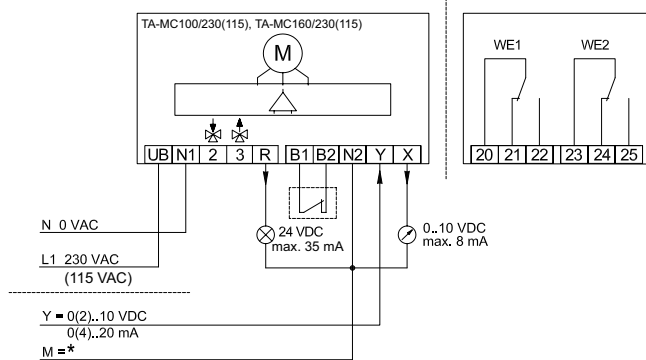 TA-MC100/230(115), TA-MC160/230(115)
M
WE1 WE2
UB N1 2 3 R B1 B2 N2 Y X
20 21 22 23 24 25
N 0 VAC
24 VDC
max. 35 mA
0..10 VDC
max. 8 mA
L1 230 VAC
(115 VAC)
Y = 0(2)..10 VDC
0(4)..20 mA
M = *